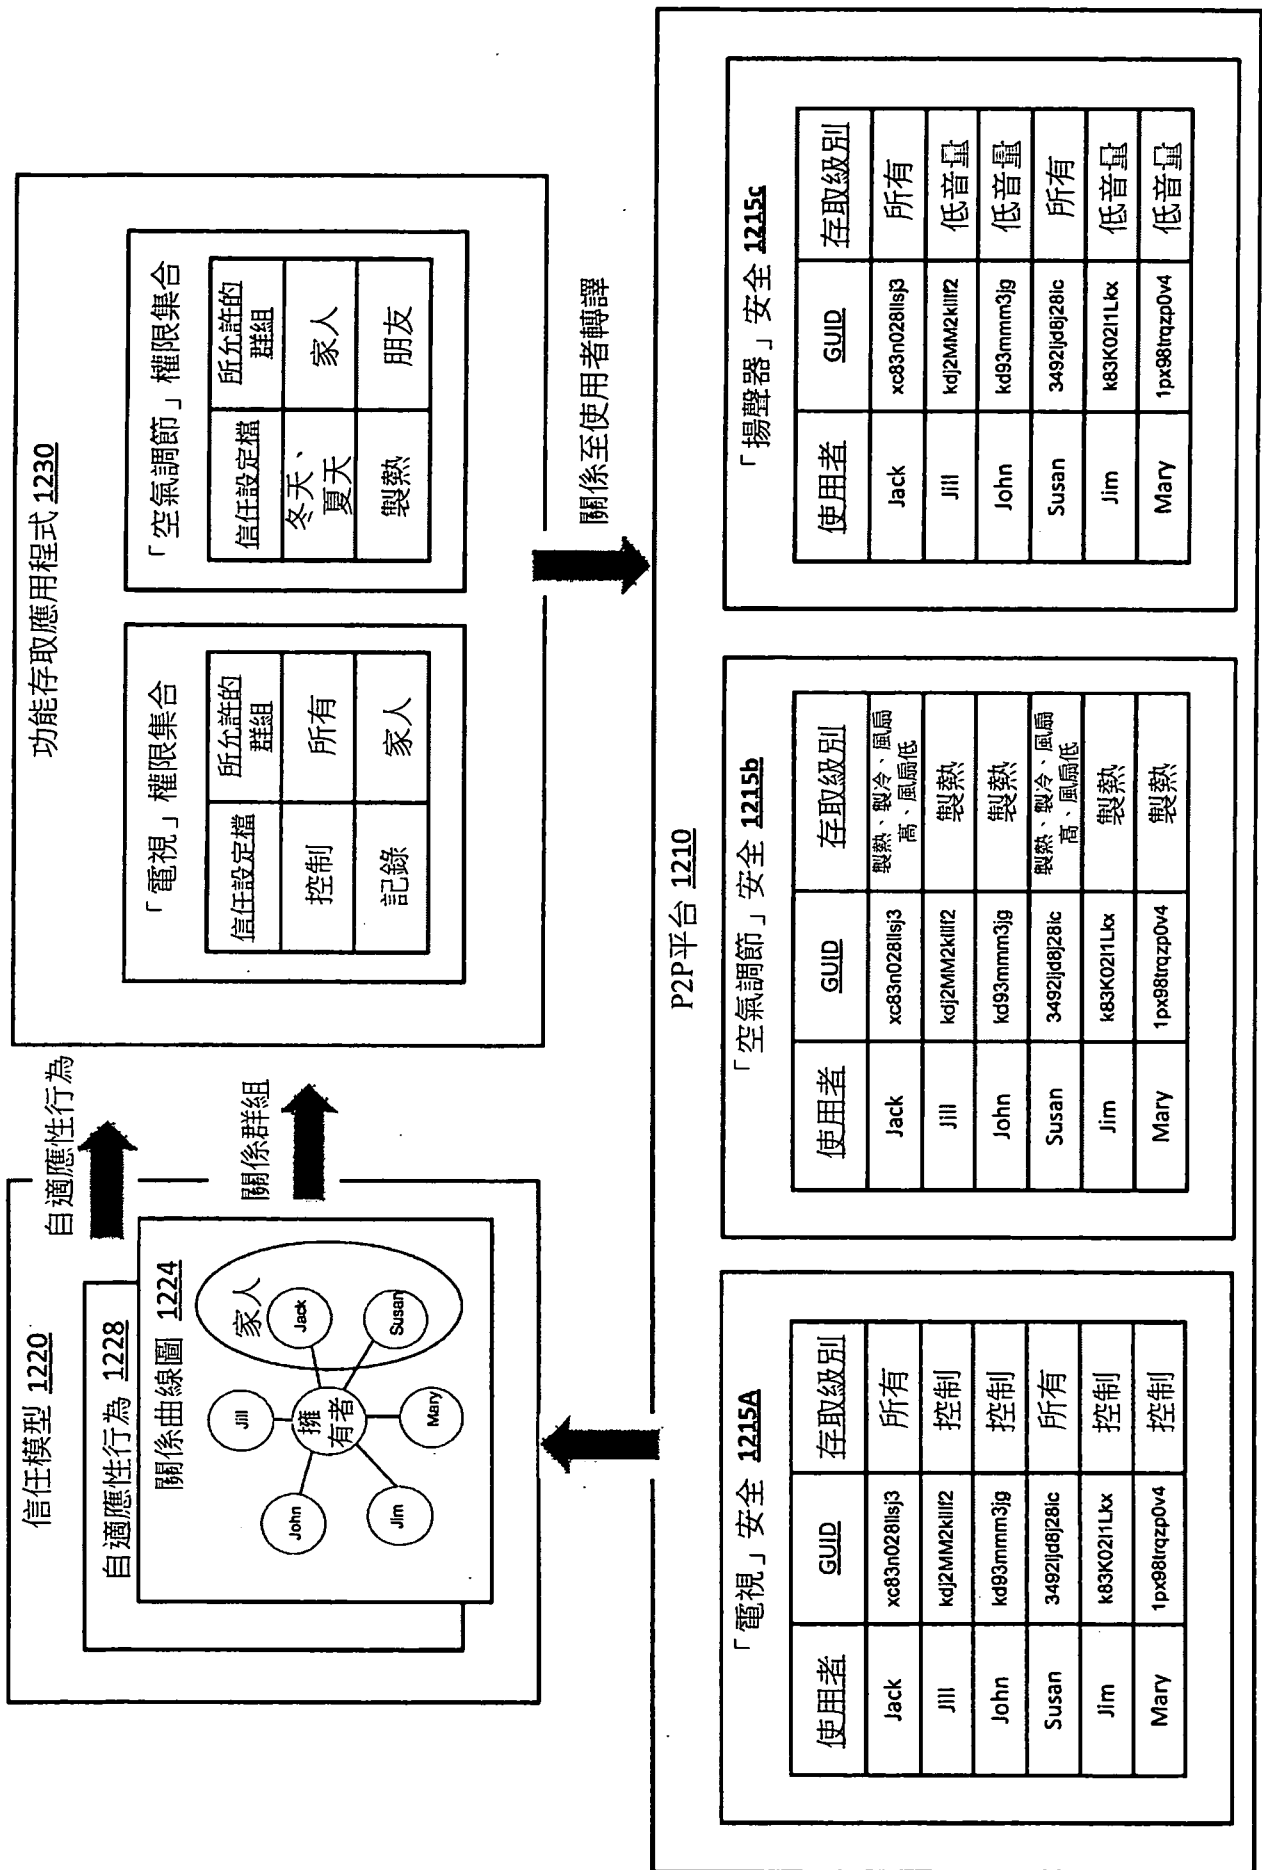 信任模型 1220
自適應性行為 1228
關係曲線圖 1224
家人
Jack
Susan
Jill
擁
有者
Mary
John
Jim
自適應性行為
關係群組
功能存取應用程式 1230
「電視」權限集合
信任設定檔 所允許的
群組
控制 所有
記錄 家人
「空氣調節」權限集合
信任設定檔 所允許的
群組
冬天、
夏天 家人
製熱 朋友
關係至使用者轉譯
P2P平台 1210
「電視」安全 1215A
使用者 GUID 存取級別
Jack xc83n028llsj3 所有
Jill kdj2MM2klllf2 控制
John kd93mmm3jg 控制
Susan 3492ljd8j28ic 所有
Jim k83K02l1Lkx 控制
Mary 1px98trqzp0v4 控制
「空氣調節」安全 1215b
使用者 GUID 存取級別
Jack xc83n028llsj3 製熱、製冷、風扇
高、風扇低
Jill kdj2MM2klllf2 製熱
John kd93mmm3jg 製熱
Susan 3492ljd8j28ic 製熱、製冷、風扇
高、風扇低
Jim k83K02l1Lkx 製熱
Mary 1px98trqzp0v4 製熱
「揚聲器」安全 1215c
使用者 GUID 存取級別
Jack xc83n028llsj3 所有
Jill kdj2MM2klllf2 低音量
John kd93mmm3jg 低音量
Susan 3492ljd8j28ic 所有
Jim k83K02l1Lkx 低音量
Mary 1px98trqzp0v4 低音量